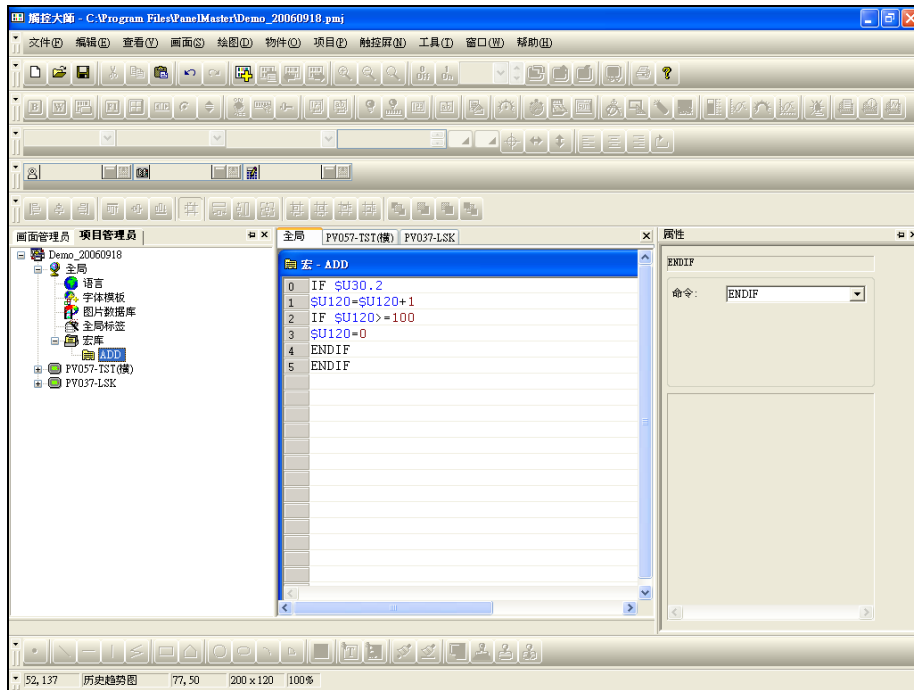 觸控大師 - C:\Program Files\PanelMaster\Demo_20060918.pmj
文件(F) 编辑(E) 查看(V) 画面(S) 绘图(D) 物件(O) 项目(P) 触控屏(N) 工具(T) 窗口(W) 帮助(H)
画面管理员 项目管理员
Demo_20060918
全局
语言
字体模板
图片数据库
全局标签
宏库
ADD
PV057-TST(橫)
PV037-LSK
全局 PV057-TST(橫) PV037-LSK
宏 - ADD
0 IF $U30.2
1 $U120=$U120+1
2 IF $U120>=100
3 $U120=0
4 ENDIF
5 ENDIF
属性
ENDIF
命令: ENDIF
52,137 历史趋势图 77,50 200 x 120 100%